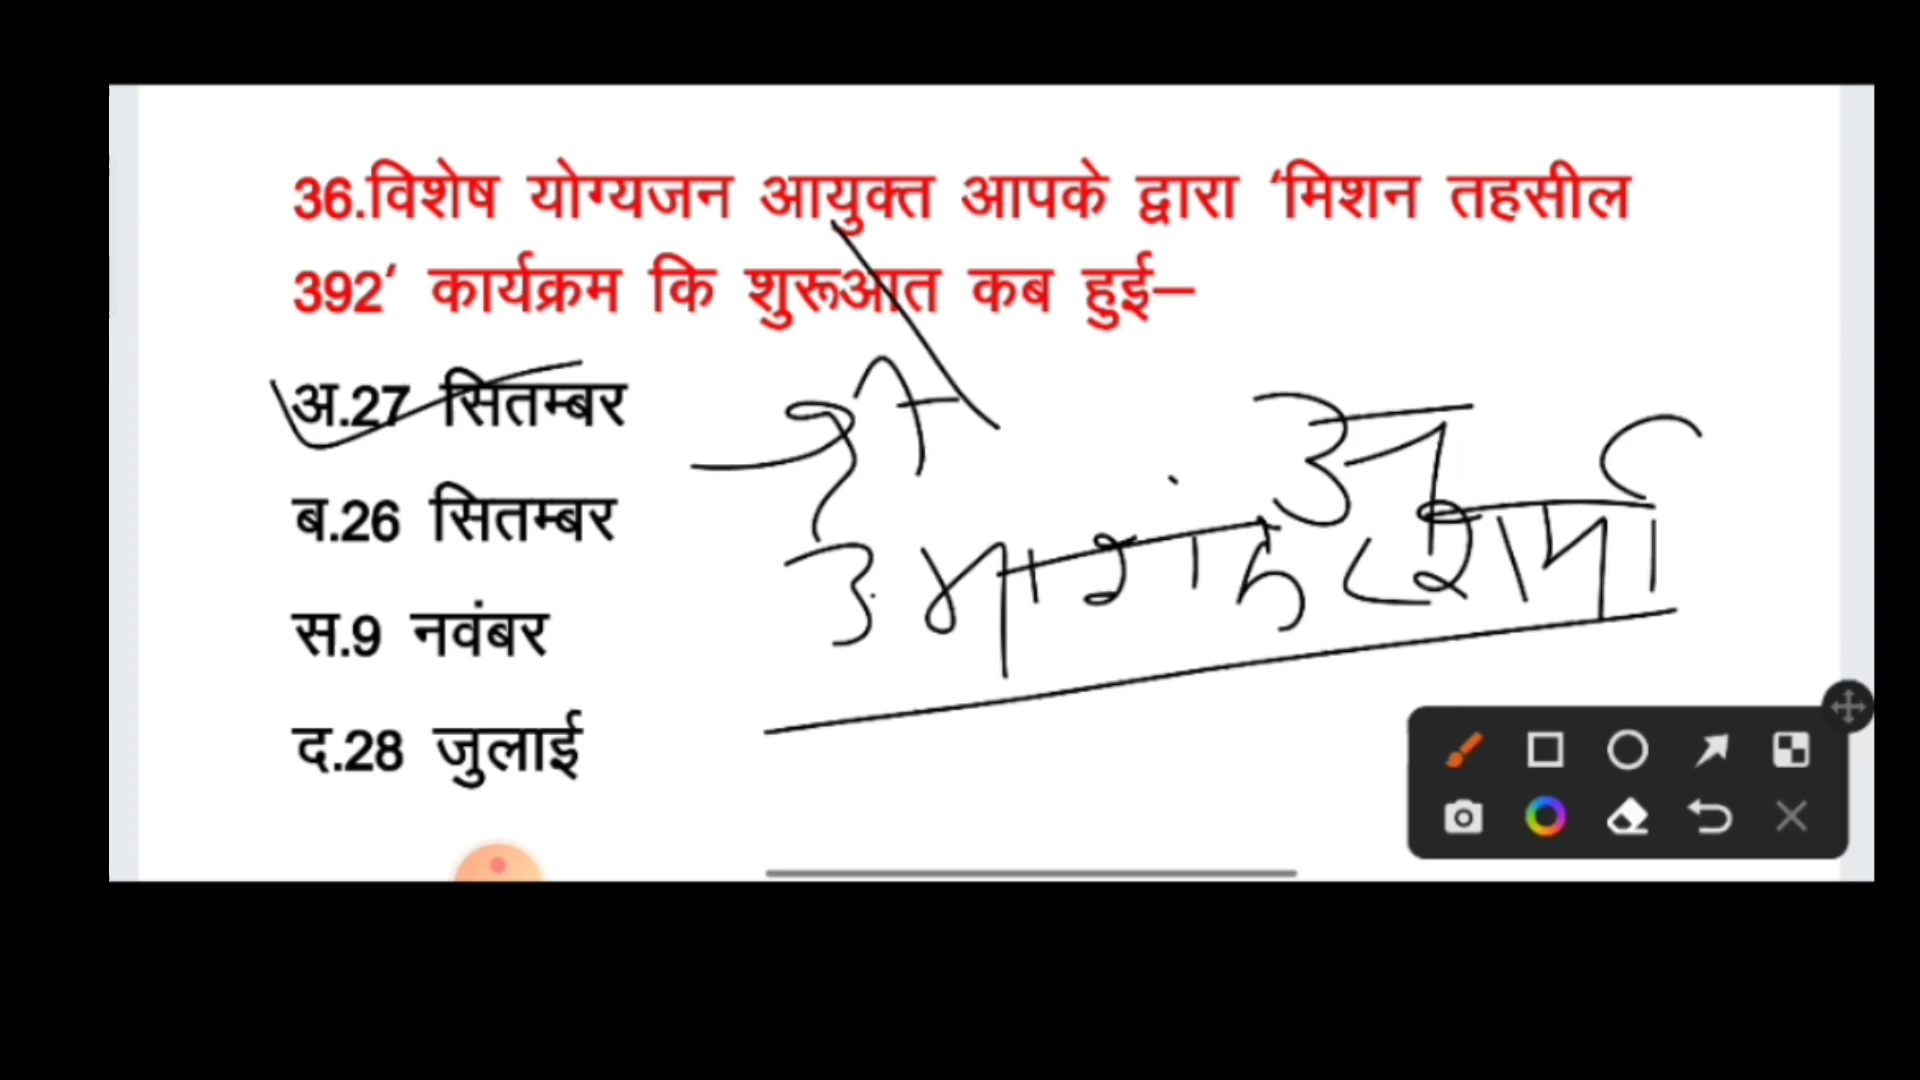 36.विशेष योग्यजन आयुक्त आपके द्वारा ‘मिशन तहसील
392’ कार्यक्रम कि शुरूआत कब हुई–
अ.27 सितम्बर
ब.26 सितम्बर
स.9 नवंबर
द.28 जुलाई
शर्मा